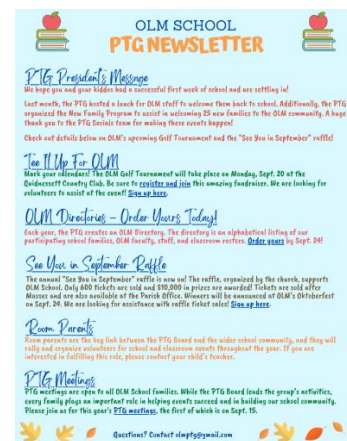 OLM SCHOOL
PTG NEWSLETTER
PTG President's Message
We hope you and your kiddos had a successful first week of school and are settling in!
Last month, the PTG hosted a lunch for OLM staff to welcome them back to school. Additionally, the PTG
organized the New Family Program to assist in welcoming 25 new families to the OLM community. A huge
thank you to the PTG Socials team for making these events happen!
Check out details below on OLM's upcoming Golf Tournament and the "See You in September" raffle!
Tee It Up For OLM
Mark your calendars! The OLM Golf Tournament will take place on Monday, Sept. 20 at the
Quidnessett Country Club. Be sure to register and join this amazing fundraiser. We are looking for
volunteers to assist at the event! Sign up here.
OLM Directories - Order Yours Today!
Each year, the PTG creates an OLM Directory. The directory is an alphabetical listing of our
participating school families, OLM faculty, staff, and classroom rosters. Order yours by Sept. 24!
See You in September Raffle
The annual "See You in September" raffle is now on! The raffle, organized by the church, supports
OLM School. Only 600 tickets are sold and $10,000 in prizes are awarded! Tickets are sold after
Masses and are also available at the Parish Office. Winners will be announced at OLM's Oktoberfest
on Sept. 24. We are looking for assistance with raffle ticket sales! Sign up here.
Room Parents
Room parents are the key link between the PTG Board and the wider school community, and they will
rally and organize volunteers for school and classroom events throughout the year. If you are
interested in fulfilling this role, please contact your child's teacher.
PTG Meetings
PTG meetings are open to all OLM School families. While the PTG Board leads the group's activities,
every family plays an important role in helping events succeed and in building our school community.
Please join us for this year's PTG meetings, the first of which is on Sept. 15.
Questions? Contact olmptg@gmail.com